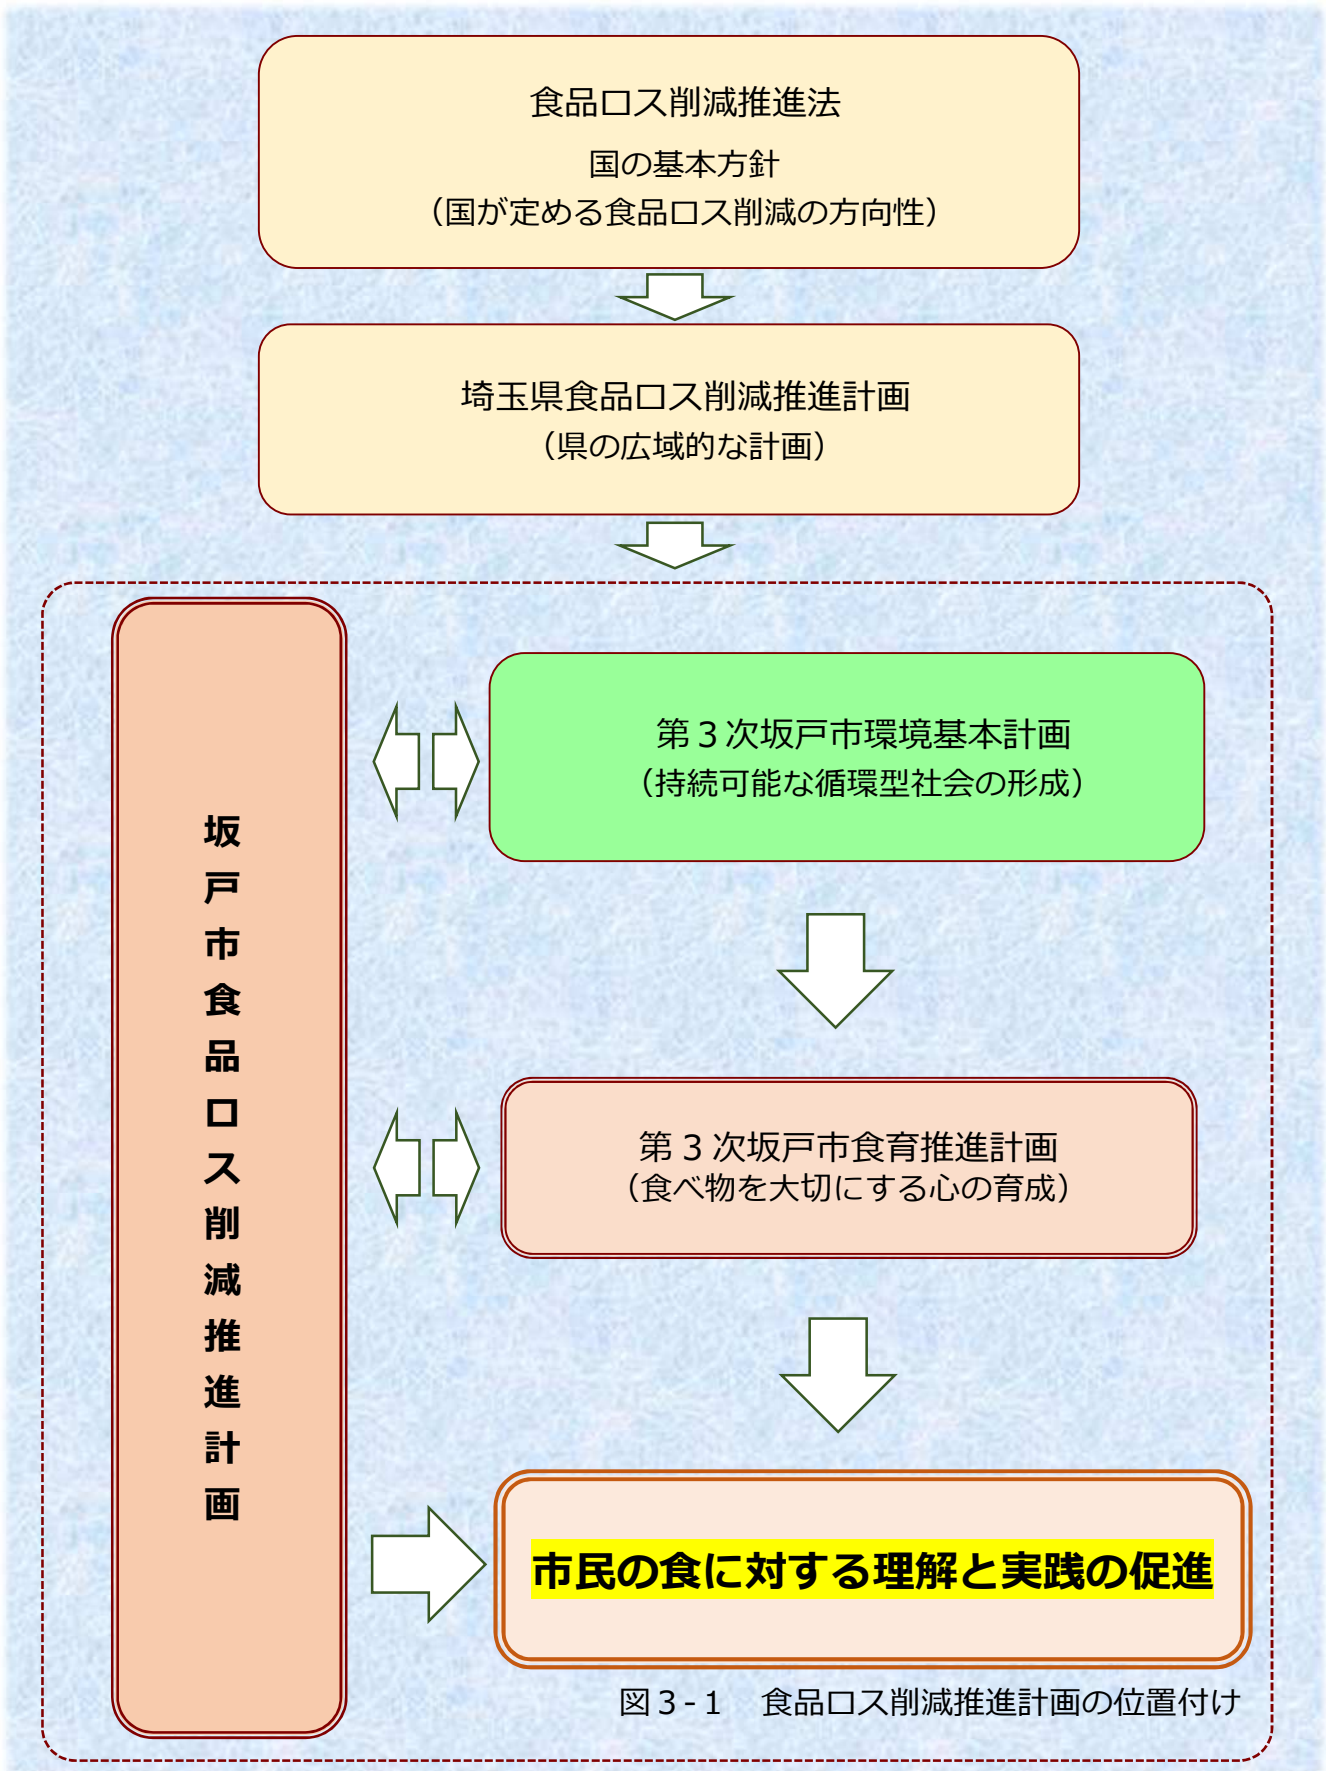 食品ロス削減推進法
国の基本方針
（国が定める食品ロス削減の方向性）
埼玉県食品ロス削減推進計画
（県の広域的な計画）
坂戸市食品ロス削減推進計画
第３次坂戸市環境基本計画
（持続可能な循環型社会の形成）
第３次坂戸市食育推進計画
（食べ物を大切にする心の育成）
市民の食に対する理解と実践の促進
図３-１　食品ロス削減推進計画の位置付け